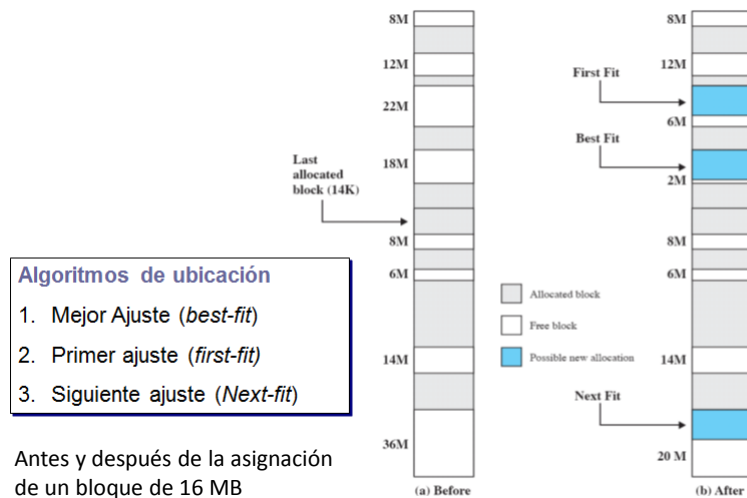 8M
12M
22M
18M
Last
allocated
block (14K)
8M
6M
14M
36M
(a) Before
Algoritmos de ubicación
1. Mejor Ajuste (best-fit)
2. Primer ajuste (first-fit)
3. Siguiente ajuste (Next-fit)
Antes y después de la asignación
de un bloque de 16 MB
Allocated block
Free block
Possible new allocation
8M
12M
First Fit
6M
Best Fit
2M
8M
6M
14M
Next Fit
20 M
(b) After